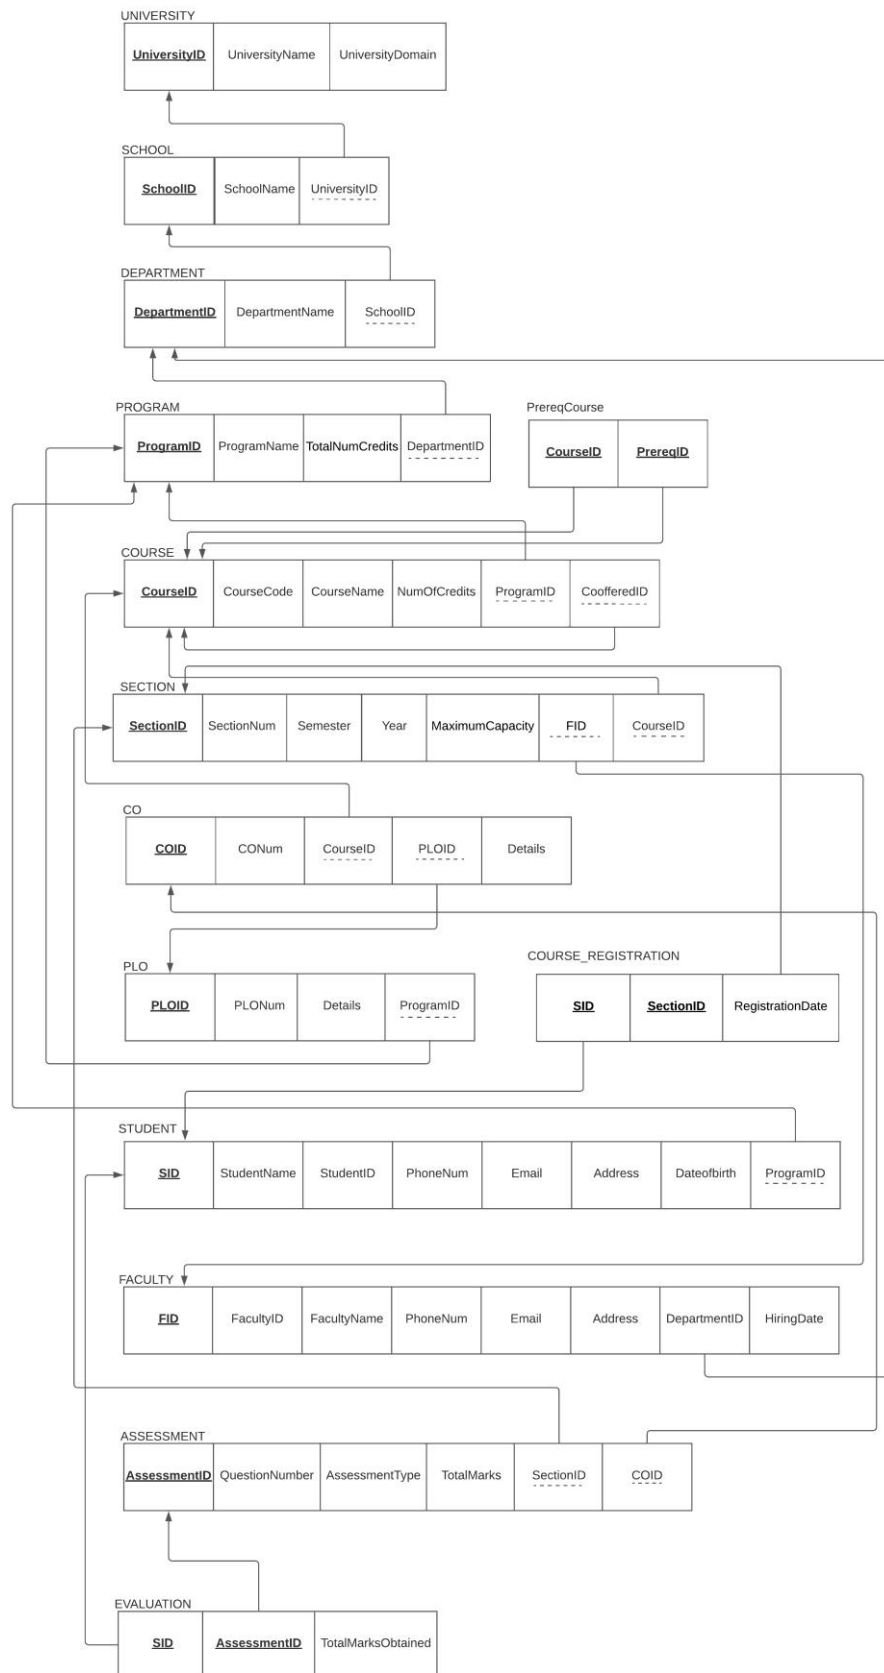 UNIVERSITY
UniversityID UniversityName UniversityDomain
SCHOOL
SchoolID SchoolName UniversityID
DEPARTMENT
DepartmentID DepartmentName SchoolID
PROGRAM
ProgramID ProgramName TotalNumCredits DepartmentID
PrereqCourse
CourseID PrereqID
COURSE
CourseID CourseCode CourseName NumOfCredits ProgramID CoofferedID
SECTION
SectionID SectionNum Semester Year MaximumCapacity FID CourseID
CO
COID CONum CourseID PLOID Details
PLO
PLOID PLONum Details ProgramID
COURSE_REGISTRATION
SID SectionID RegistrationDate
STUDENT
SID StudentName StudentID PhoneNum Email Address Dateofbirth ProgramID
FACULTY
FID FacultyID FacultyName PhoneNum Email Address DepartmentID HiringDate
ASSESSMENT
AssessmentID QuestionNumber AssessmentType TotalMarks SectionID COID
EVALUATION
SID AssessmentID TotalMarksObtained